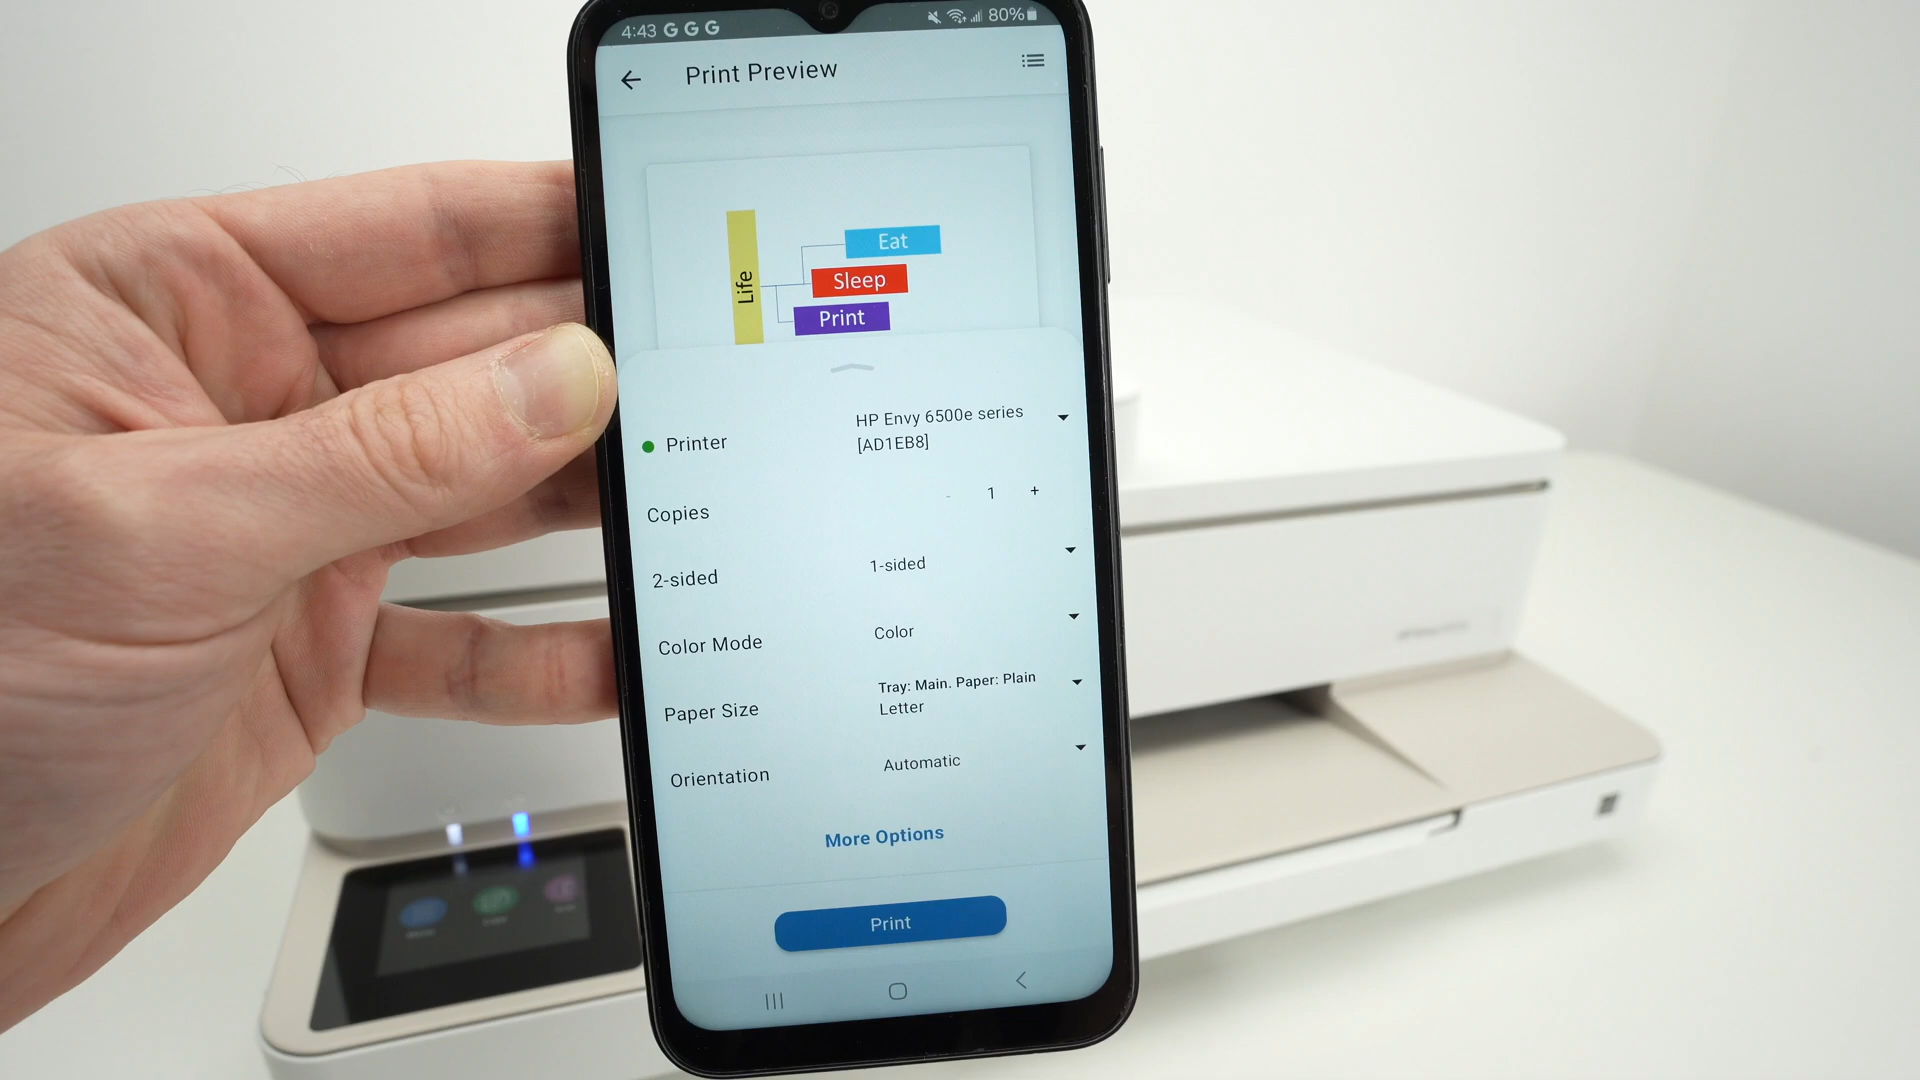 4:43 G G G 80%
Print Preview
Eat
Life
Sleep
Print
HP Envy 6500e series
Printer
[AD1EB8]
Copies - 1 +
2-sided 1-sided
Color Mode Color
Tray: Main. Paper: Plain
Paper Size Letter
Orientation Automatic
More Options
Print